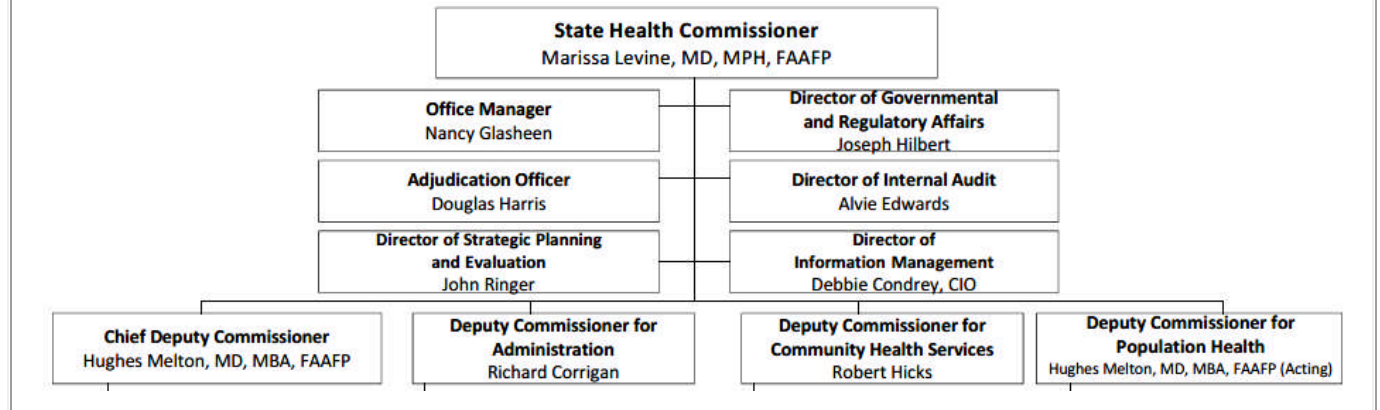 State Health Commissioner
Marissa Levine, MD, MPH, FAAFP
Office Manager
Nancy Glasheen
Director of Governmental
and Regulatory Affairs
Joseph Hilbert
Adjudication Officer
Douglas Harris
Director of Internal Audit
Alvie Edwards
Director of Strategic Planning
and Evaluation
John Ringer
Director of
Information Management
Debbie Condrey, CIO
Chief Deputy Commissioner
Hughes Melton, MD, MBA, FAAFP
Deputy Commissioner for
Administration
Richard Corrigan
Deputy Commissioner for
Community Health Services
Robert Hicks
Deputy Commissioner for
Population Health
Hughes Melton, MD, MBA, FAAFP (Acting)